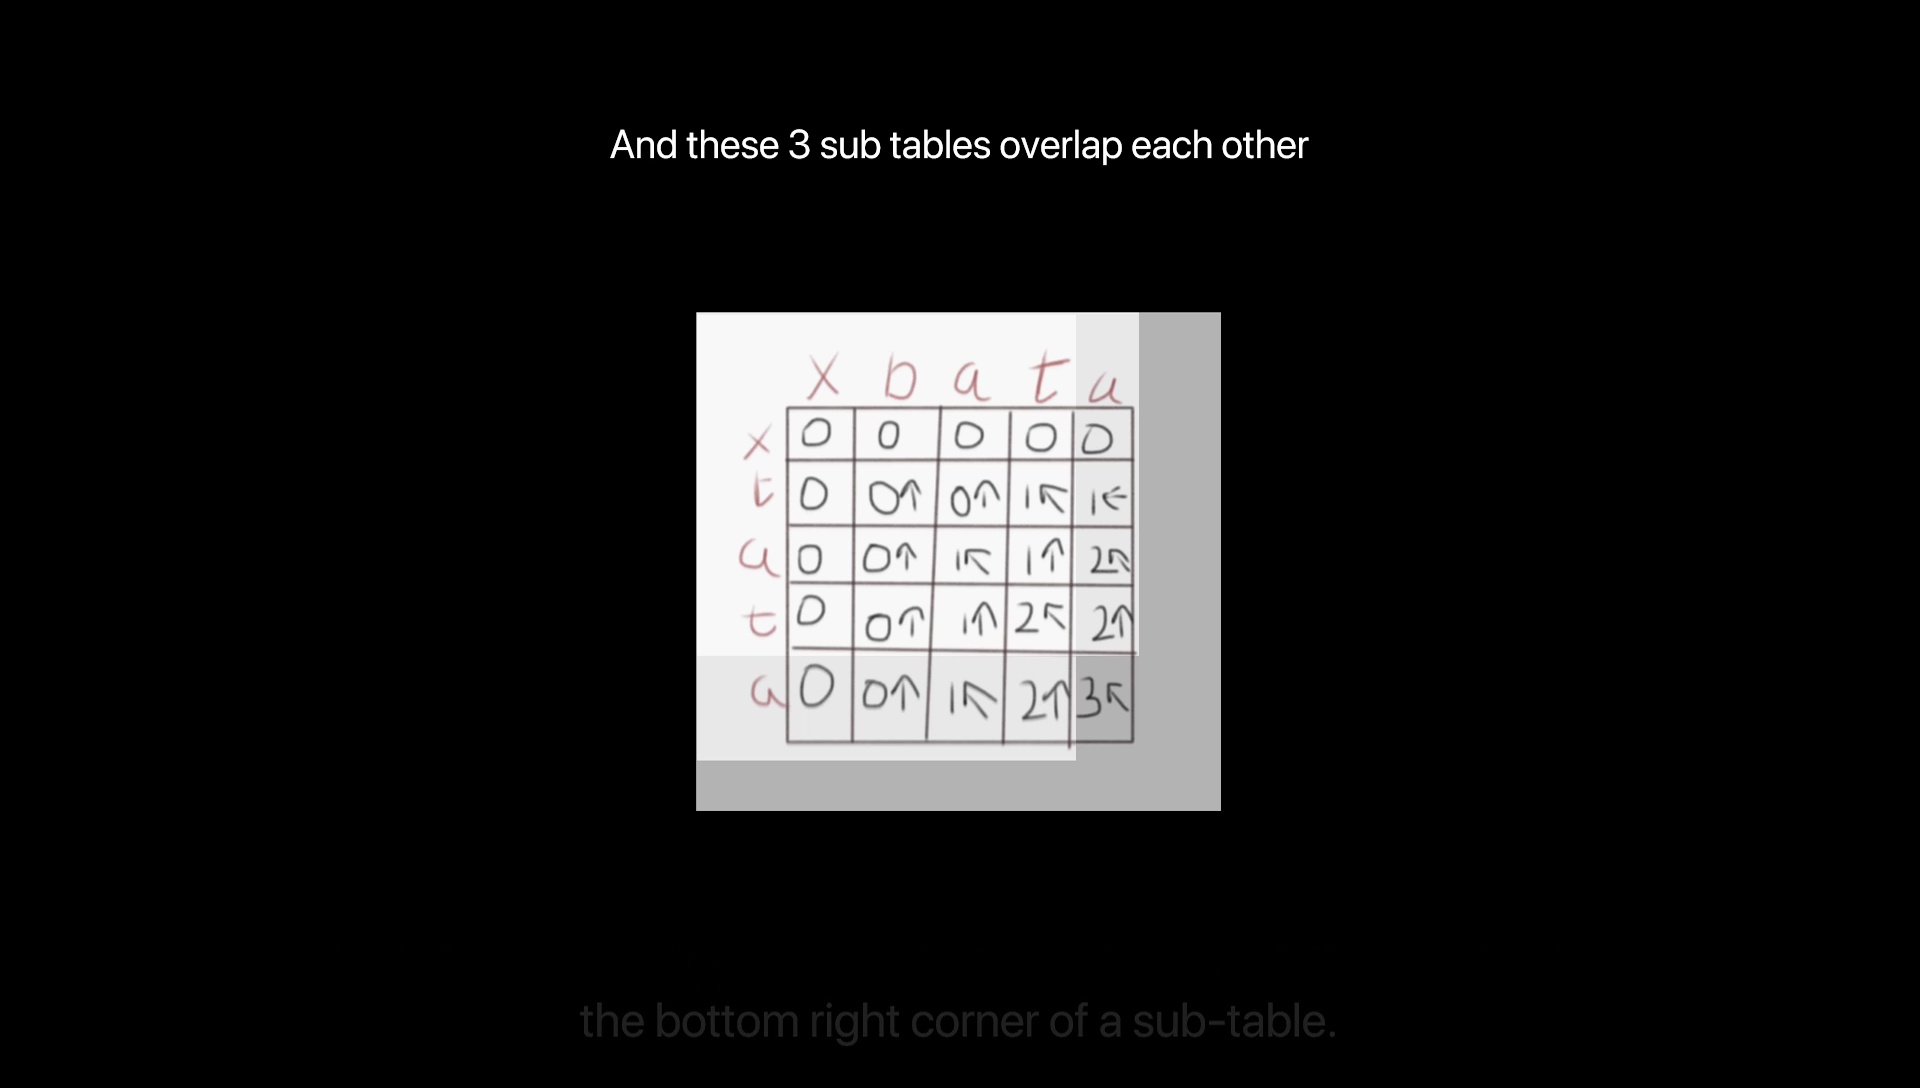 And these 3 sub tables overlap each other
x b a t a
x 0 0 0 0 0
t 0 0↑ 0↑ 1↖ 1←
a 0 0↑ 1↖ 1↑ 2↖
t 0 0↑ 1↑ 2↖ 2↑
a 0 0↑ 1↖ 2↑ 3↖
the bottom right corner of a sub-table.